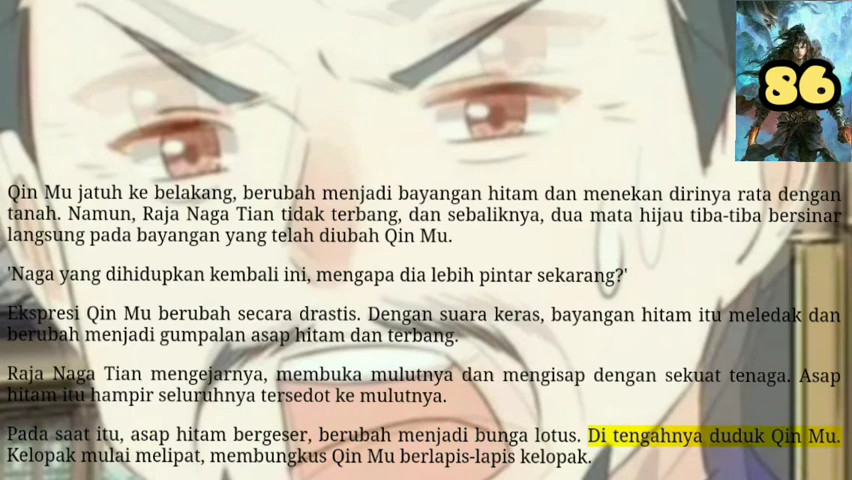 86
Qin Mu jatuh ke belakang, berubah menjadi bayangan hitam dan menekan dirinya rata dengan
tanah. Namun, Raja Naga Tian tidak terbang, dan sebaliknya, dua mata hijau tiba-tiba bersinar
langsung pada bayangan yang telah diubah Qin Mu.
'Naga yang dihidupkan kembali ini, mengapa dia lebih pintar sekarang?'
Ekspresi Qin Mu berubah secara drastis. Dengan suara keras, bayangan hitam itu meledak dan
berubah menjadi gumpalan asap hitam dan terbang.
Raja Naga Tian mengejarnya, membuka mulutnya dan mengisap dengan sekuat tenaga. Asap
hitam itu hampir seluruhnya tersedot ke mulutnya.
Pada saat itu, asap hitam bergeser, berubah menjadi bunga lotus. Di tengahnya duduk Qin Mu.
Kelopak mulai melipat, membungkus Qin Mu berlapis-lapis kelopak.